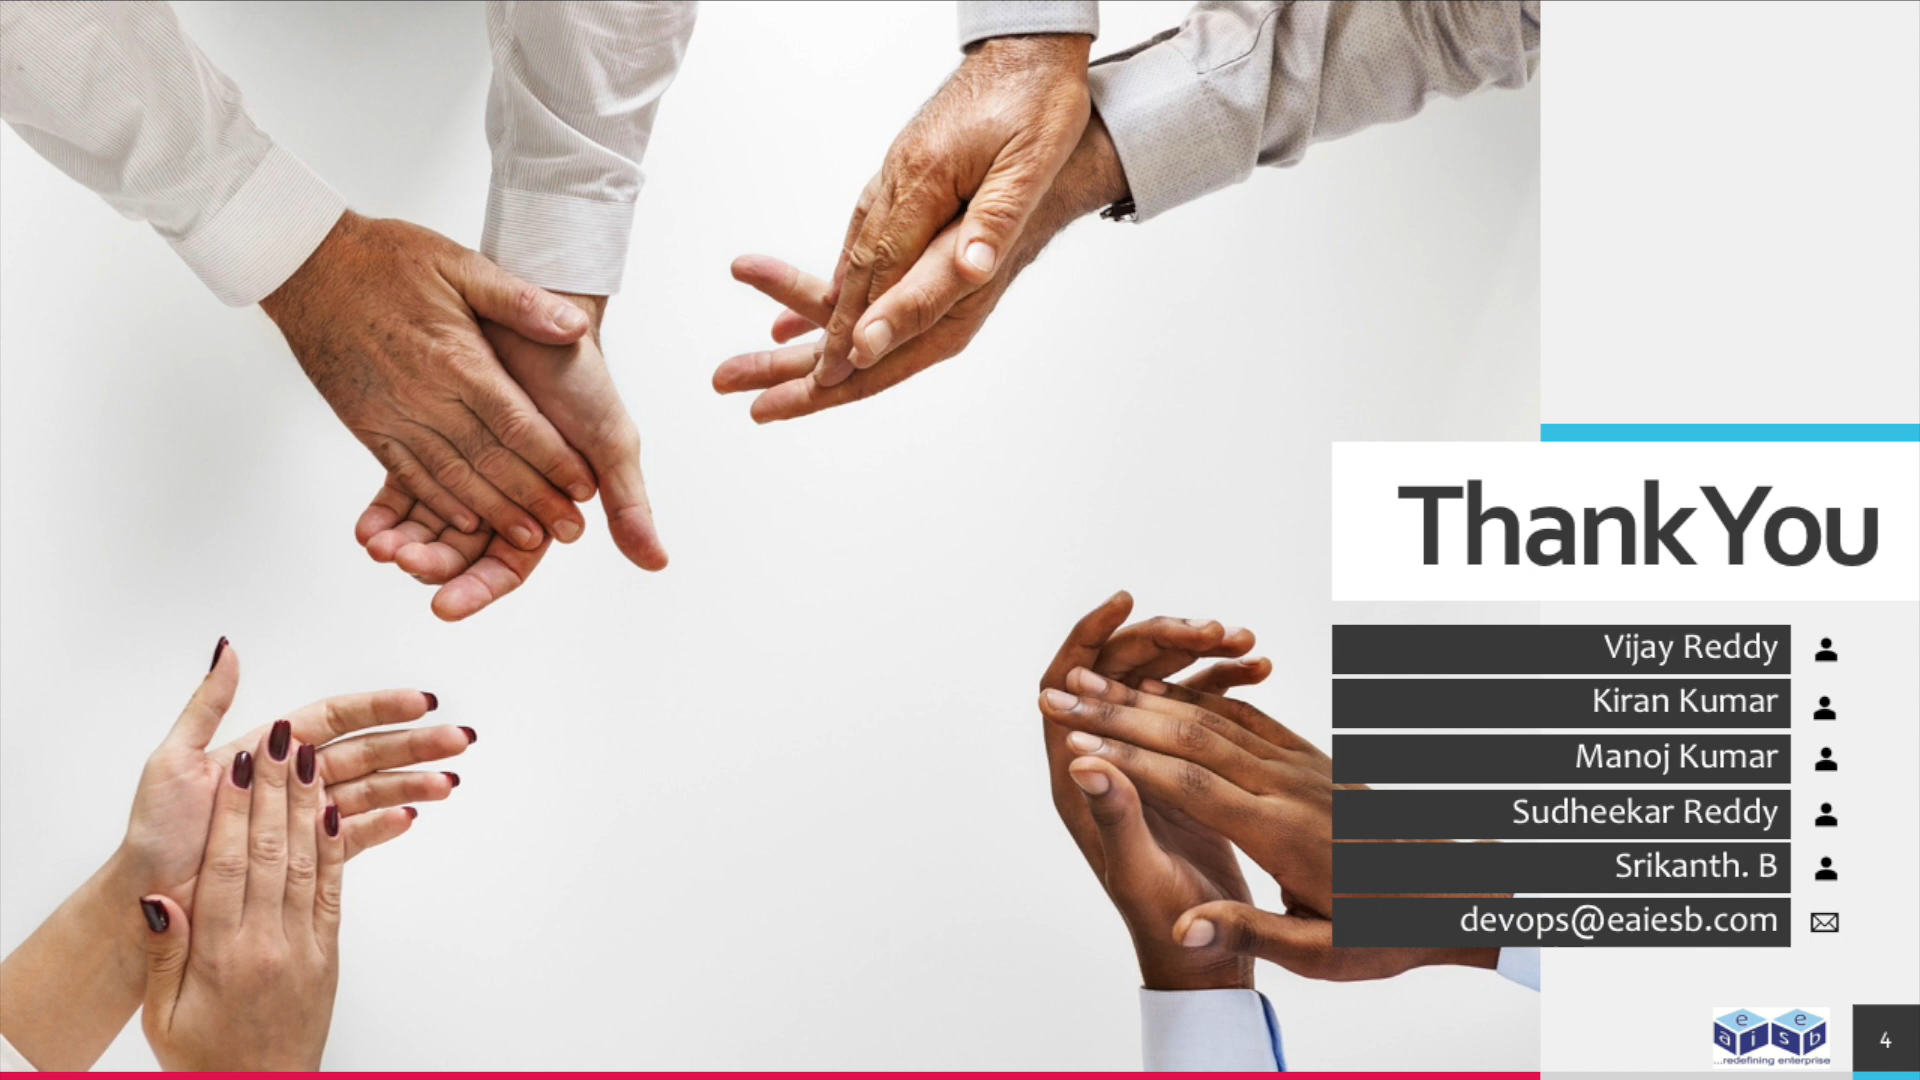 Thank You
Vijay Reddy
Kiran Kumar
Manoj Kumar
Sudheekar Reddy
Srikanth. B
devops@eaiesb.com
e e
a i s b
...redefining enterprise
4